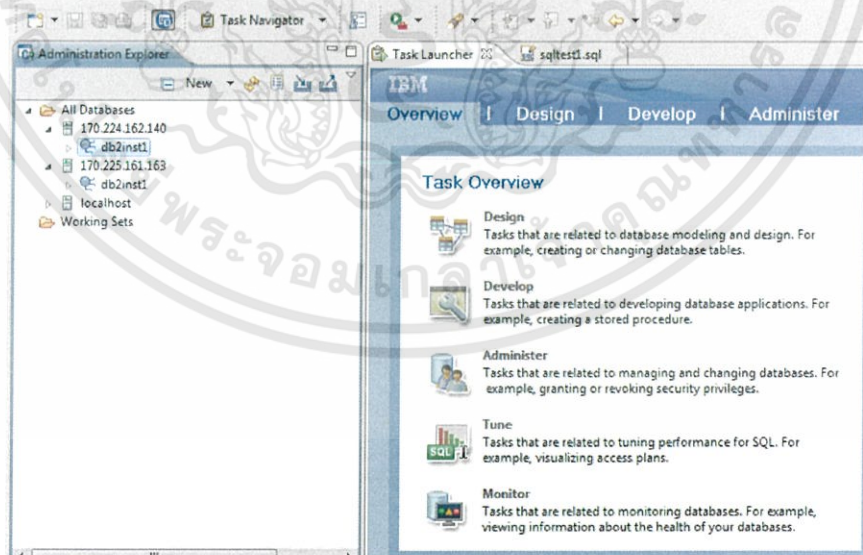 Task Navigator
Administration Explorer
New
All Databases
170.224.162.140
db2inst1
170.225.161.163
db2inst1
localhost
Working Sets
Task Launcher
sqltest1.sql
IBM
Overview | Design | Develop | Administer
Task Overview
Design
Tasks that are related to database modeling and design. For
example, creating or changing database tables.
Develop
Tasks that are related to developing database applications. For
example, creating a stored procedure.
Administer
Tasks that are related to managing and changing databases. For
example, granting or revoking security privileges.
Tune
SQL
Tasks that are related to tuning performance for SQL. For
example, visualizing access plans.
Monitor
Tasks that are related to monitoring databases. For example,
viewing information about the health of your databases.